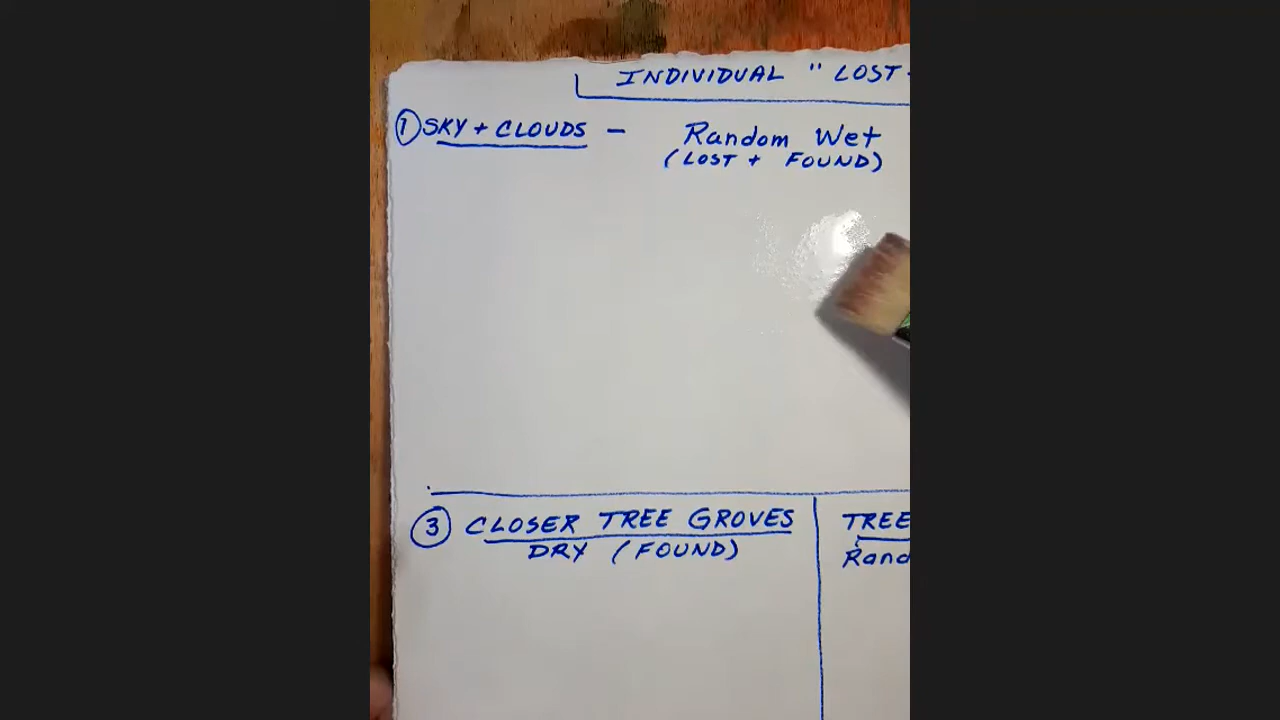 INDIVIDUAL "LOST
① SKY + CLOUDS - Random Wet
(LOST + FOUND)
③ CLOSER TREE GROVES
DRY (FOUND)
TREE
Rand